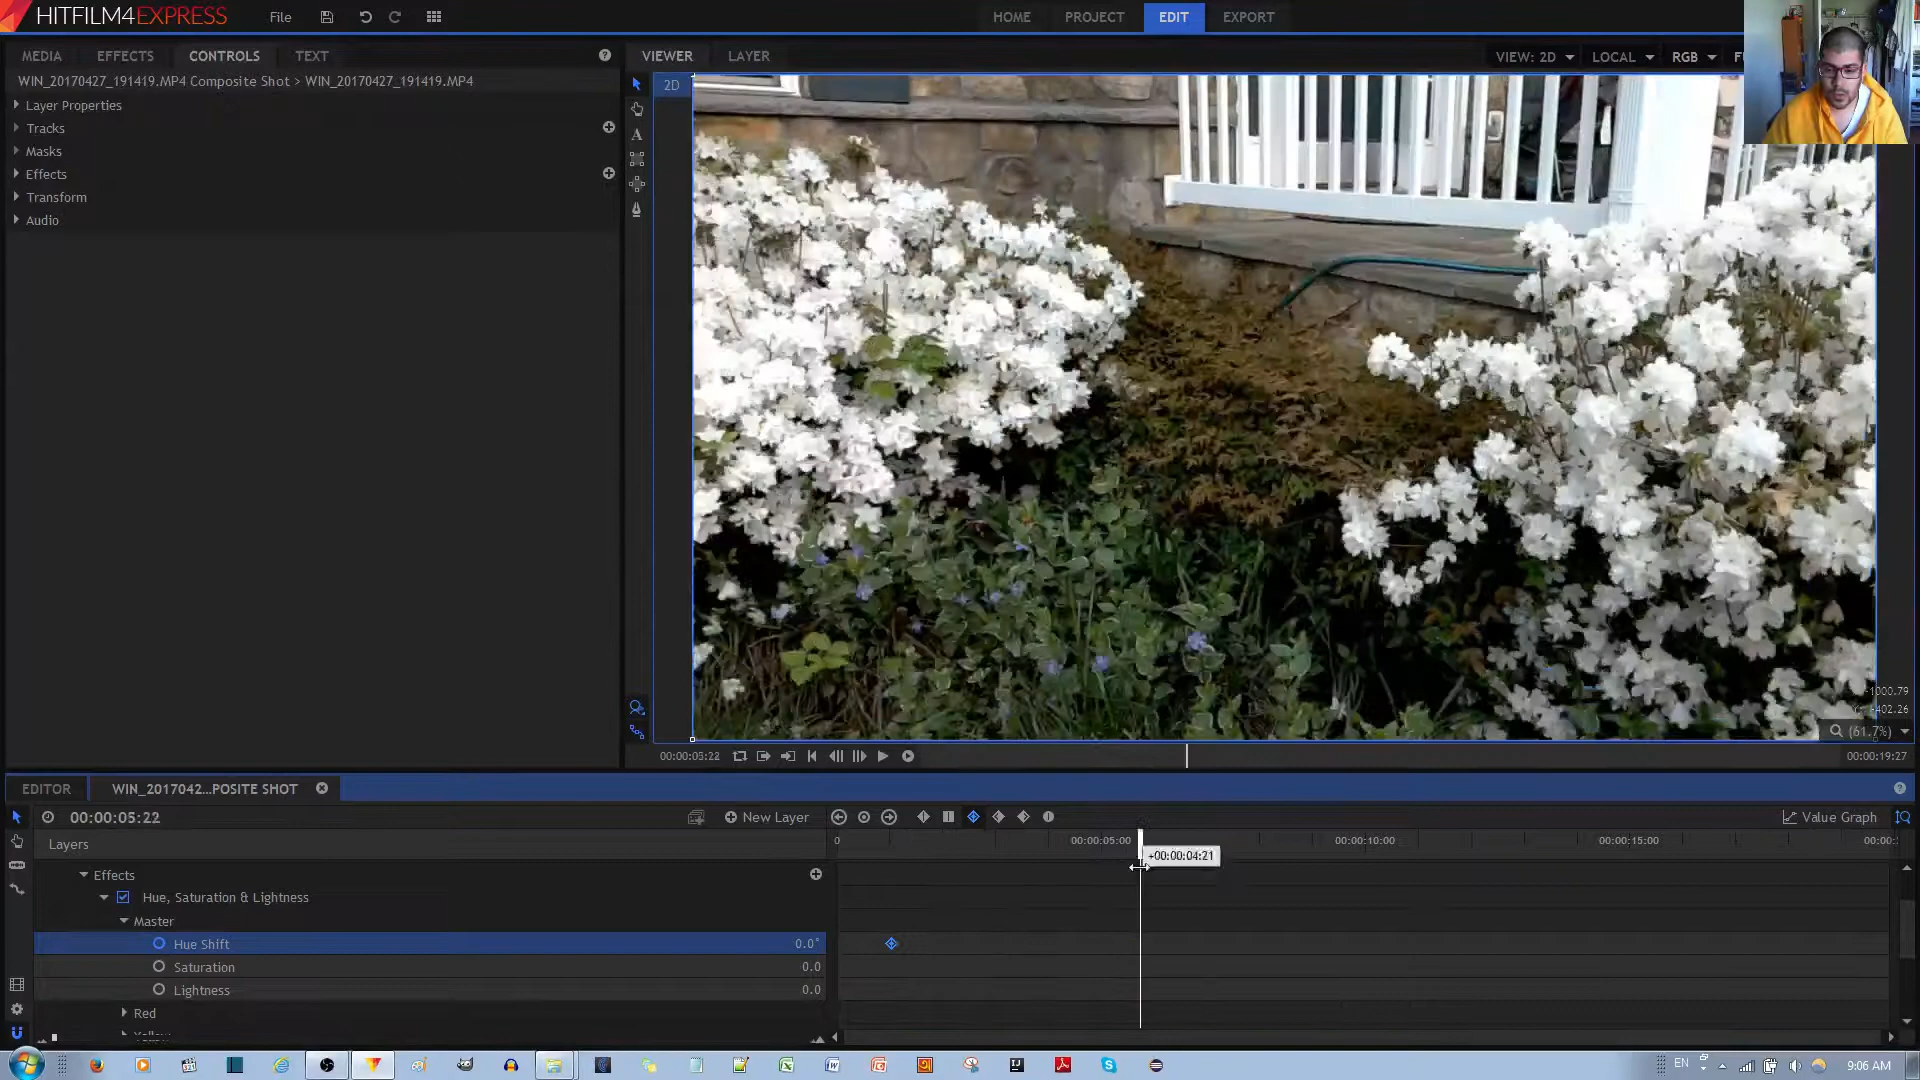 HITFILM4EXPRESS
File
HOME
PROJECT
EDIT
EXPORT
MEDIA
EFFECTS
CONTROLS
TEXT
VIEWER
LAYER
VIEW: 2D
LOCAL
RGB
WIN_20170427_191419.MP4 Composite Shot > WIN_20170427_191419.MP4
2D
Layer Properties
Tracks
Masks
Effects
Transform
Audio
-1000.79
-402.26
(61.7%)
00:00:05:22
00:00:19:27
EDITOR
WIN_2017042...POSITE SHOT
00:00:05:22
New Layer
Value Graph
Layers
0
00:00:05:00
00:00:10:00
00:00:15:00
+00:00:04:21
Effects
Hue, Saturation & Lightness
Master
Hue Shift
0.0°
Saturation
0.0
Lightness
0.0
Red
EN
9:06 AM